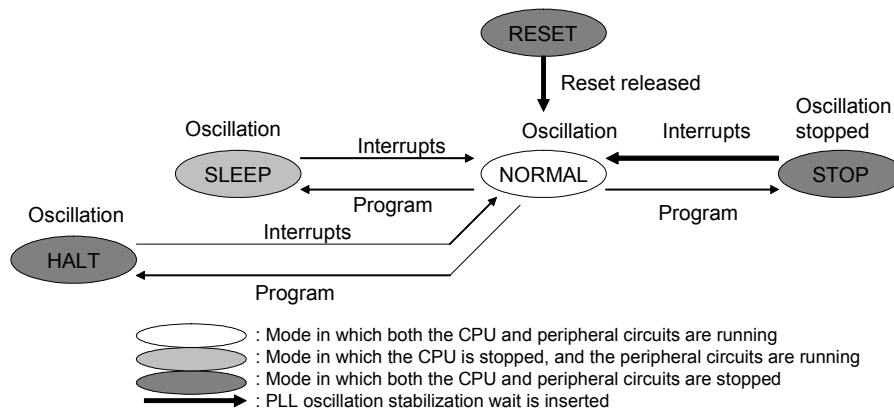 RESET
Reset released
Oscillation
stopped
Oscillation
Oscillation
Interrupts
Interrupts
SLEEP
NORMAL
STOP
Program
Program
Oscillation
Interrupts
HALT
Program
: Mode in which both the CPU and peripheral circuits are running
: Mode in which the CPU is stopped, and the peripheral circuits are running
: Mode in which both the CPU and peripheral circuits are stopped
: PLL oscillation stabilization wait is inserted